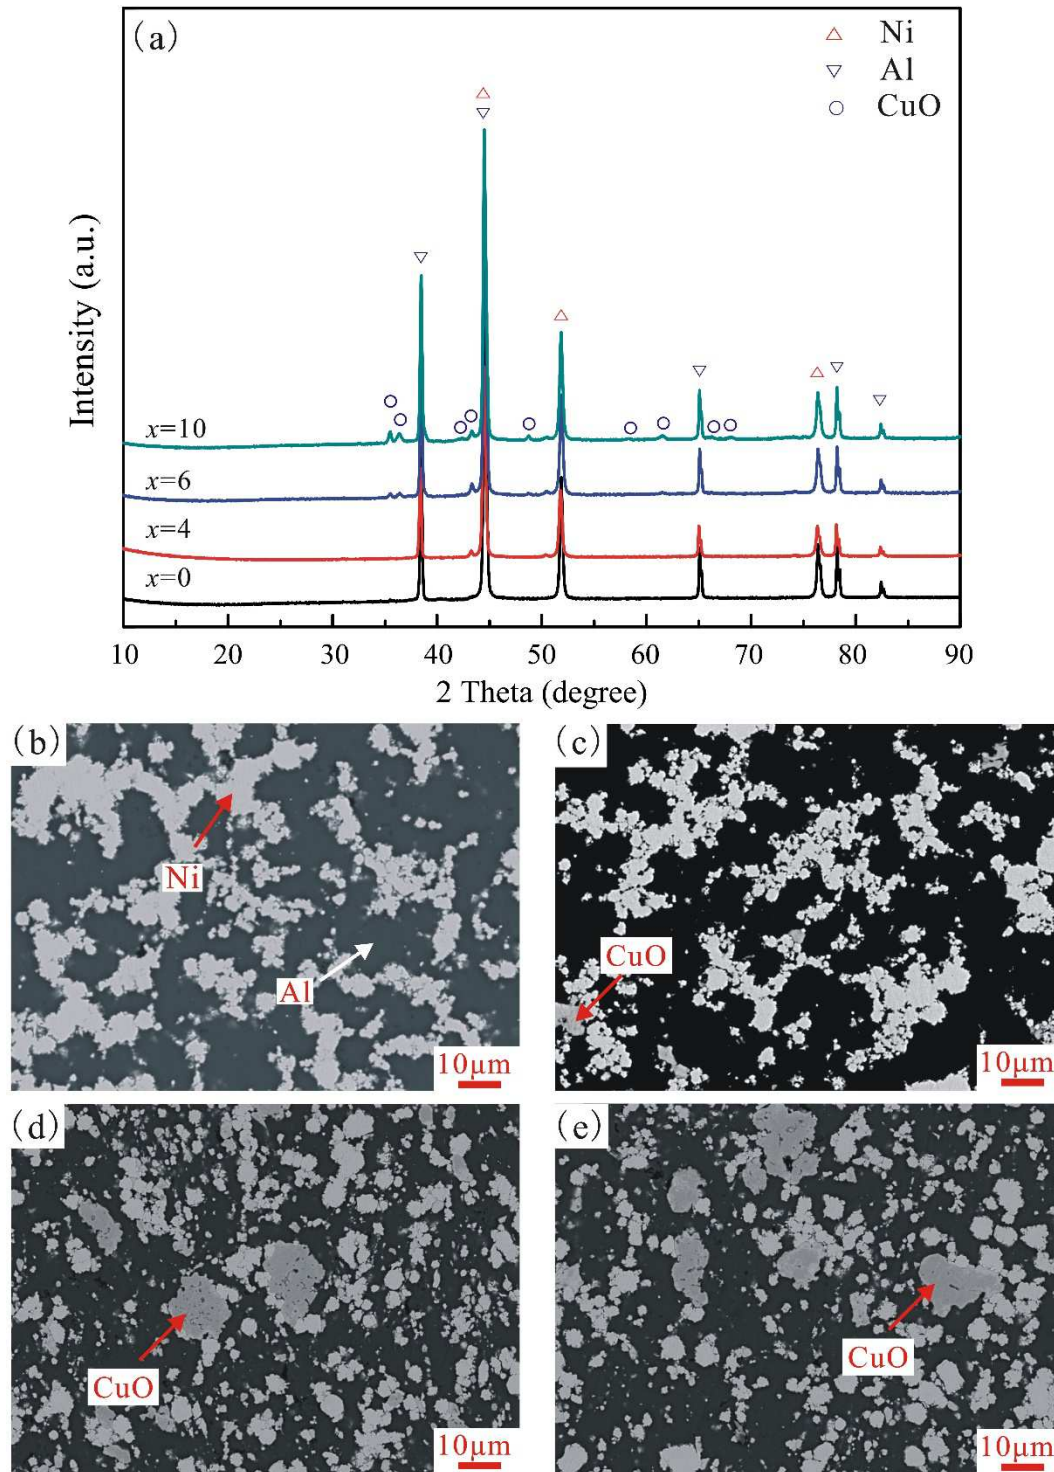 (a)
Ni
Al
CuO
Intensity (a.u.)
x=10
x=6
x=4
x=0
10 20 30 40 50 60 70 80 90
2 Theta (degree)
(b)
Ni
Al
10μm
(c)
CuO
10μm
(d)
CuO
10μm
(e)
CuO
10μm